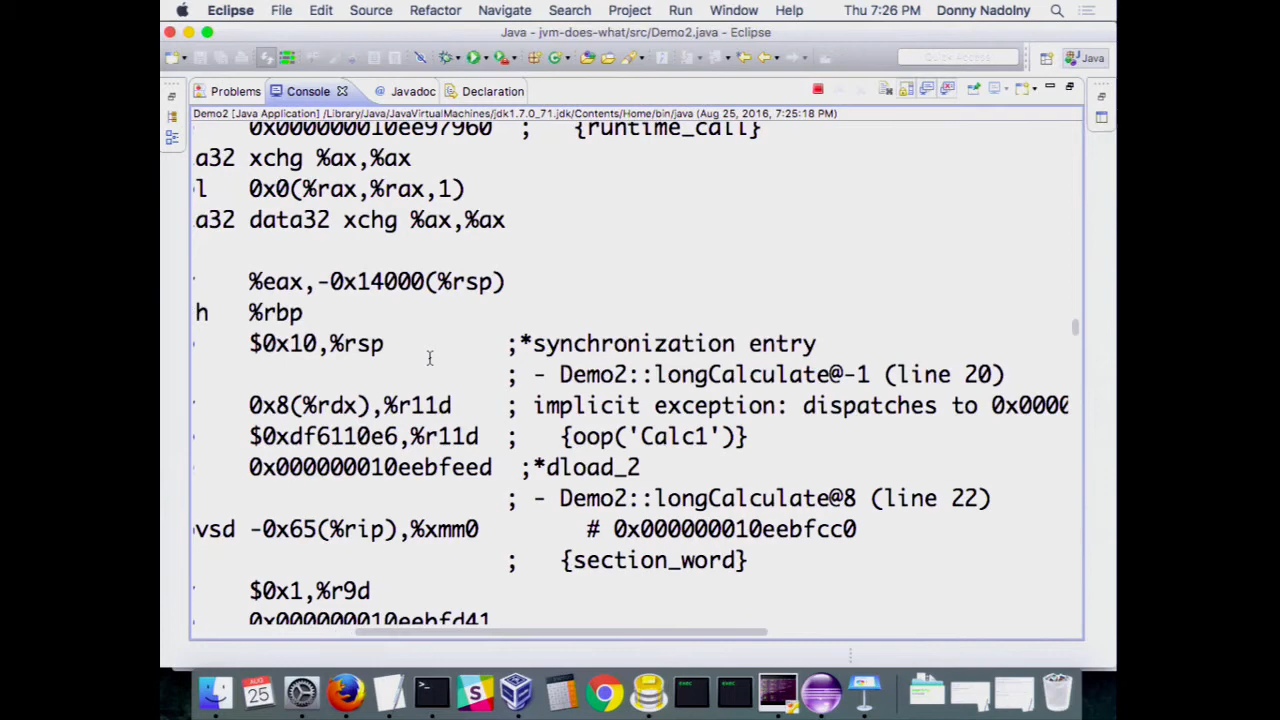 Eclipse File Edit Source Refactor Navigate Search Project Run Window Help Thu 7:26 PM Donny Nadolny
Java - jvm-does-what/src/Demo2.java - Eclipse
Quick Access Java
Problems Console Javadoc Declaration
Demo2 [Java Application] /Library/Java/JavaVirtualMachines/jdk1.7.0_71.jdk/Contents/Home/bin/java (Aug 25, 2016, 7:25:18 PM)
0x000000010ee97960 ; {runtime_call}
a32 xchg %ax,%ax
l 0x0(%rax,%rax,1)
a32 data32 xchg %ax,%ax
%eax,-0x14000(%rsp)
h %rbp
$0x10,%rsp ;*synchronization entry
; - Demo2::longCalculate@-1 (line 20)
0x8(%rdx),%r11d ; implicit exception: dispatches to 0x0000
$0xdf6110e6,%r11d ; {oop('Calc1')}
0x000000010eebfeed ;*dload_2
; - Demo2::longCalculate@8 (line 22)
vsd -0x65(%rip),%xmm0 # 0x000000010eebfcc0
; {section_word}
$0x1,%r9d
0x000000010eebfd41
AUG
25